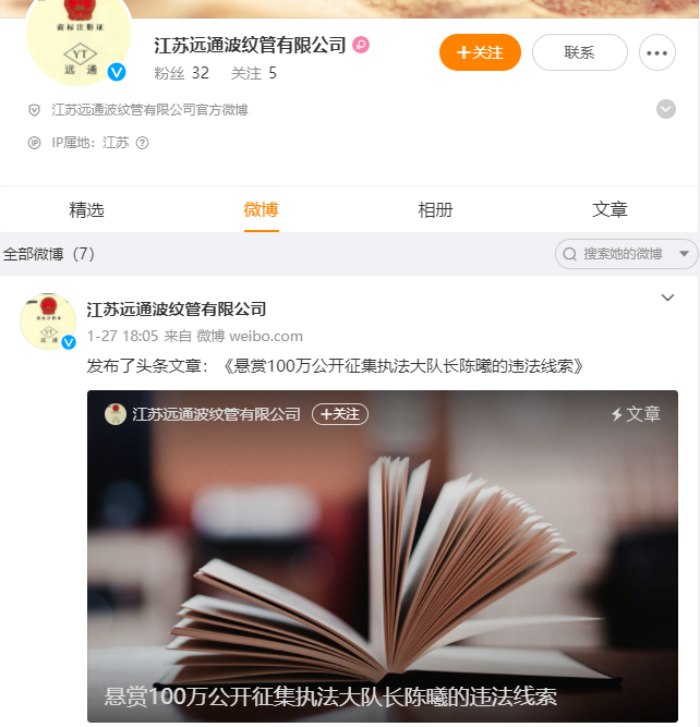 商标注册证
YT
远通
江苏远通波纹管有限公司
粉丝 32 关注 5
+关注
联系
江苏远通波纹管有限公司官方微博
IP属地：江苏
精选 微博 相册 文章
全部微博（7）
搜索她的微博
江苏远通波纹管有限公司
1-27 18:05 来自 微博 weibo.com
发布了头条文章：《悬赏100万公开征集执法大队长陈曦的违法线索》
江苏远通波纹管有限公司 +关注 文章
悬赏100万公开征集执法大队长陈曦的违法线索